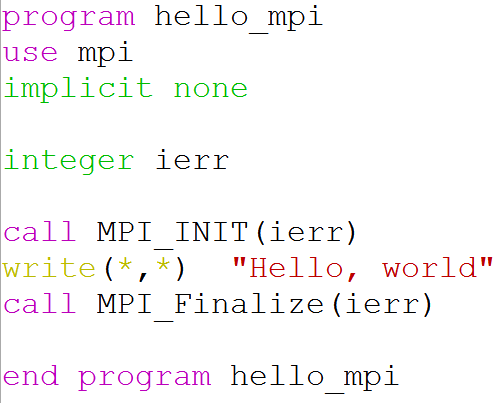 program hello_mpi
use mpi
implicit none
integer ierr
call MPI_INIT(ierr)
write(*,*)  "Hello, world"
call MPI_Finalize(ierr)
end program hello_mpi